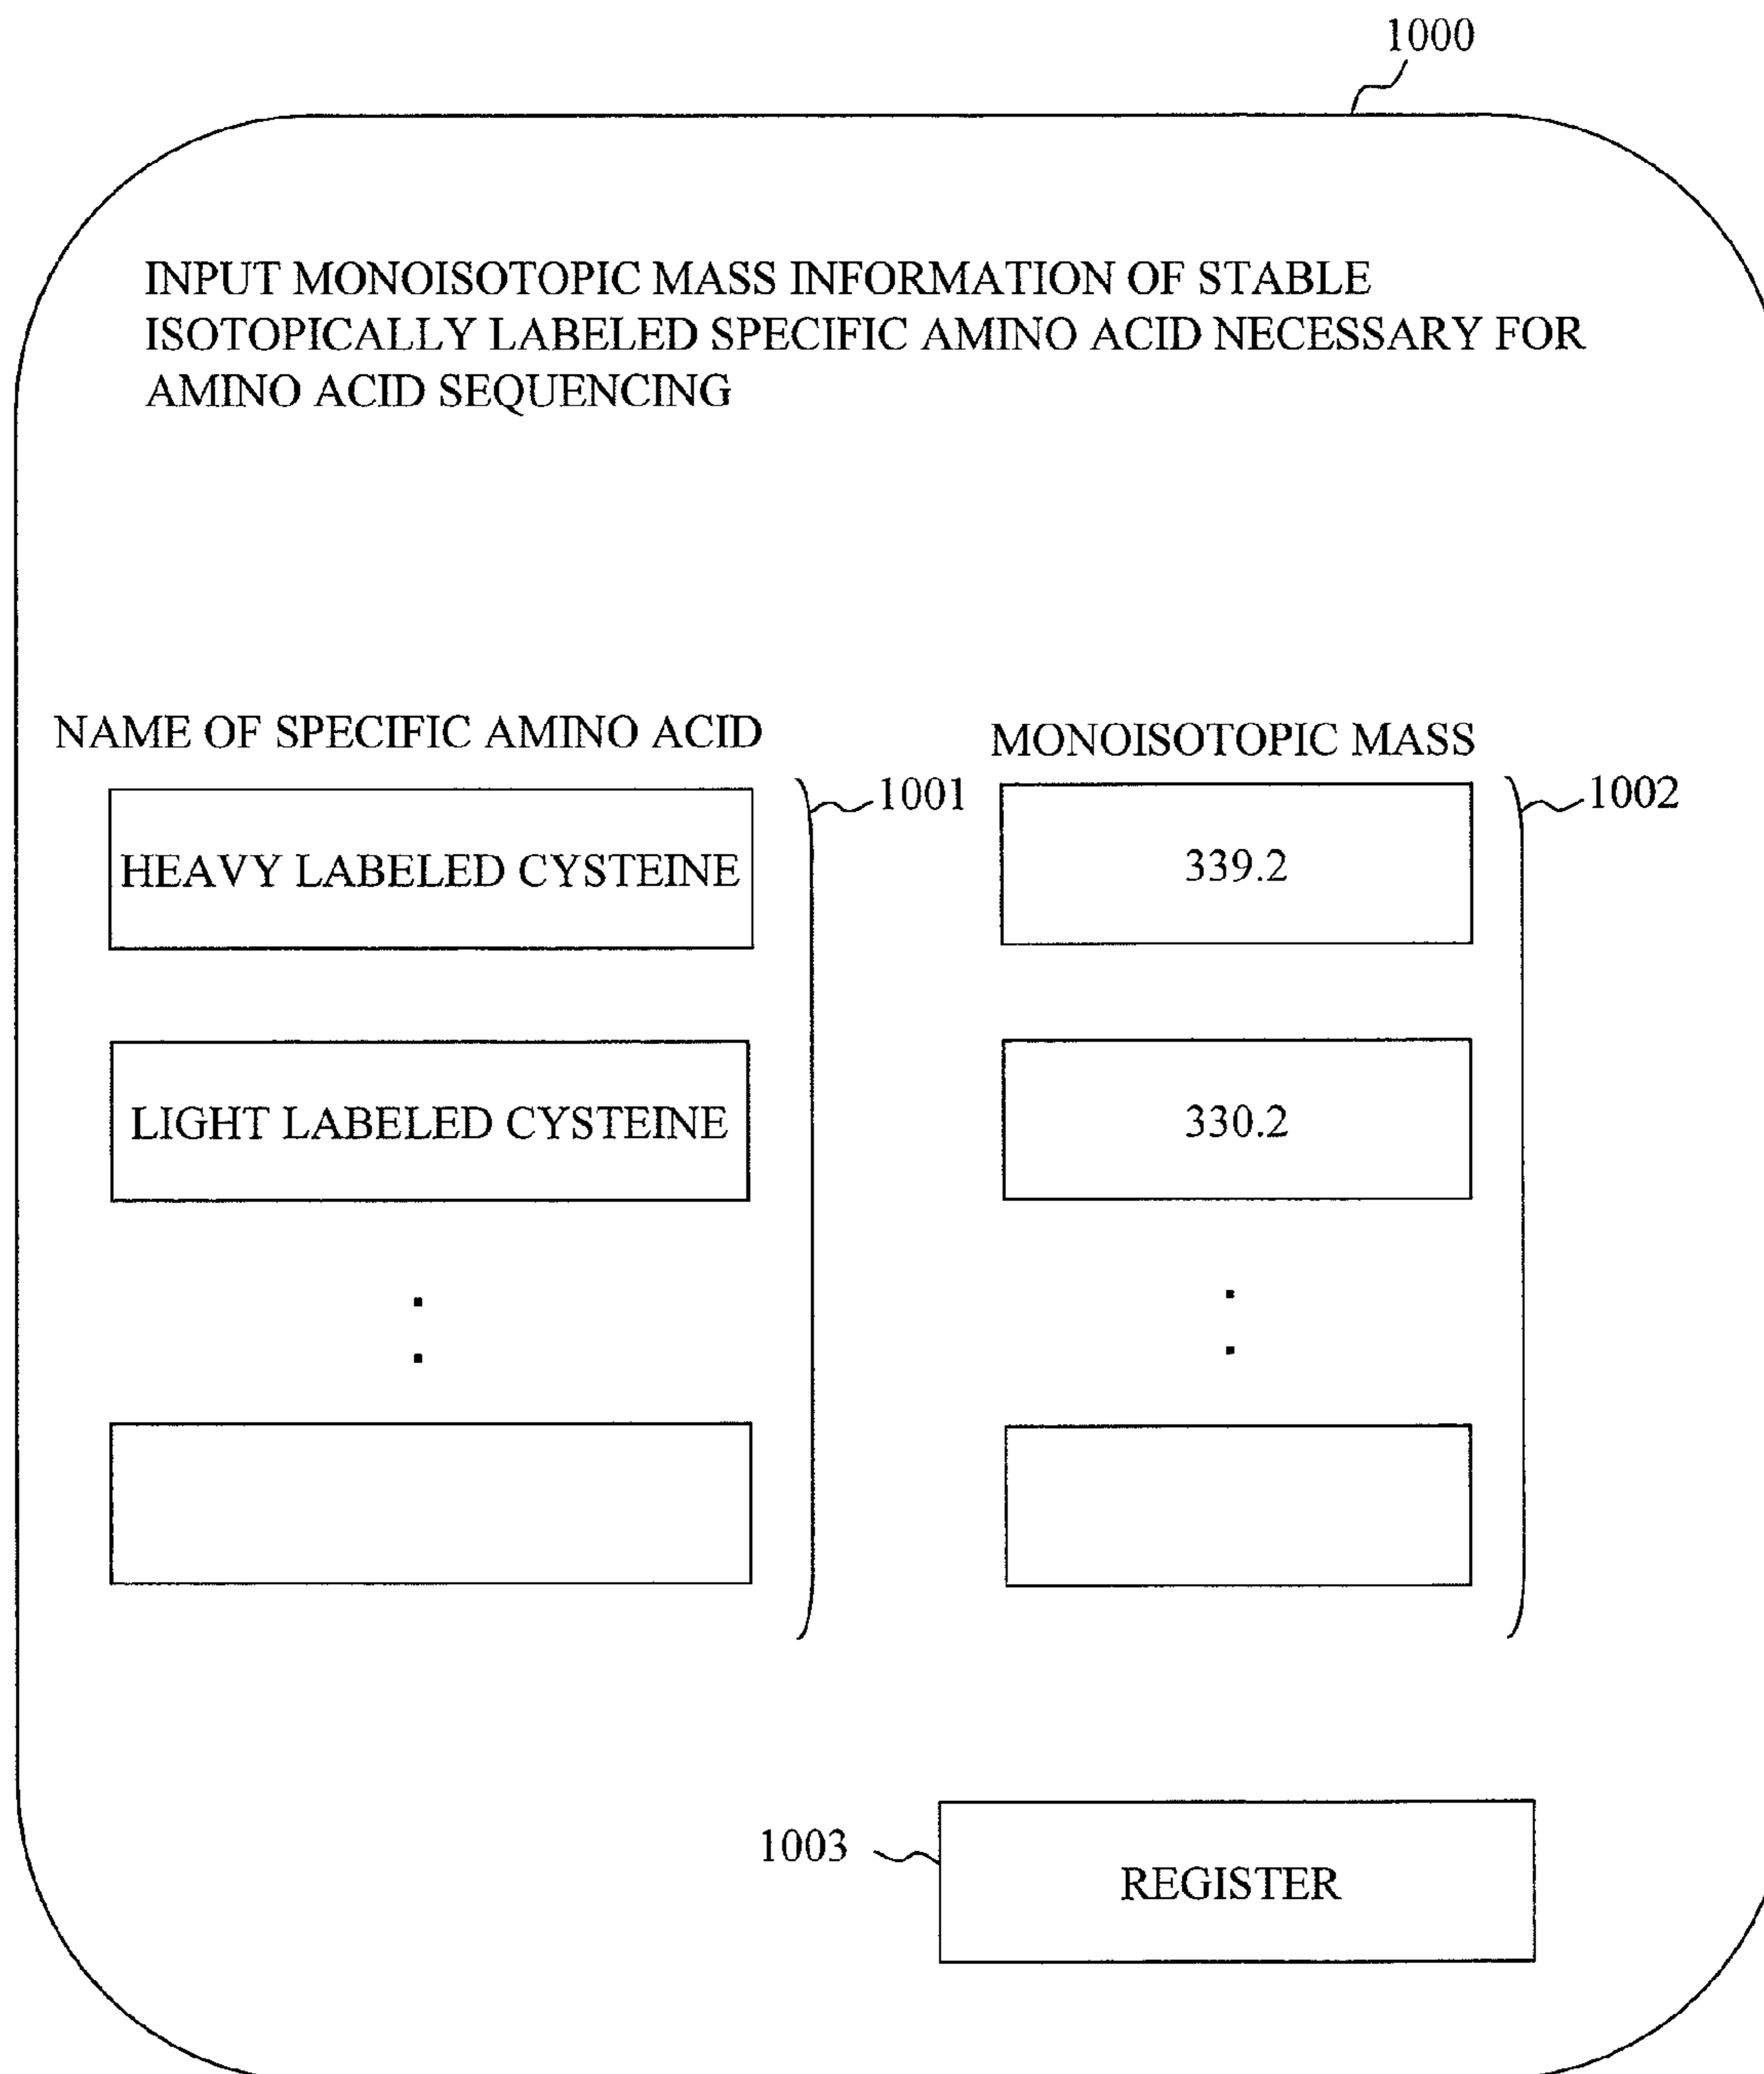 1000
INPUT MONOISOTOPIC MASS INFORMATION OF STABLE
ISOTOPICALLY LABELED SPECIFIC AMINO ACID NECESSARY FOR
AMINO ACID SEQUENCING
NAME OF SPECIFIC AMINO ACID
MONOISOTOPIC MASS
1001
1002
HEAVY LABELED CYSTEINE
339.2
LIGHT LABELED CYSTEINE
330.2
1003
REGISTER